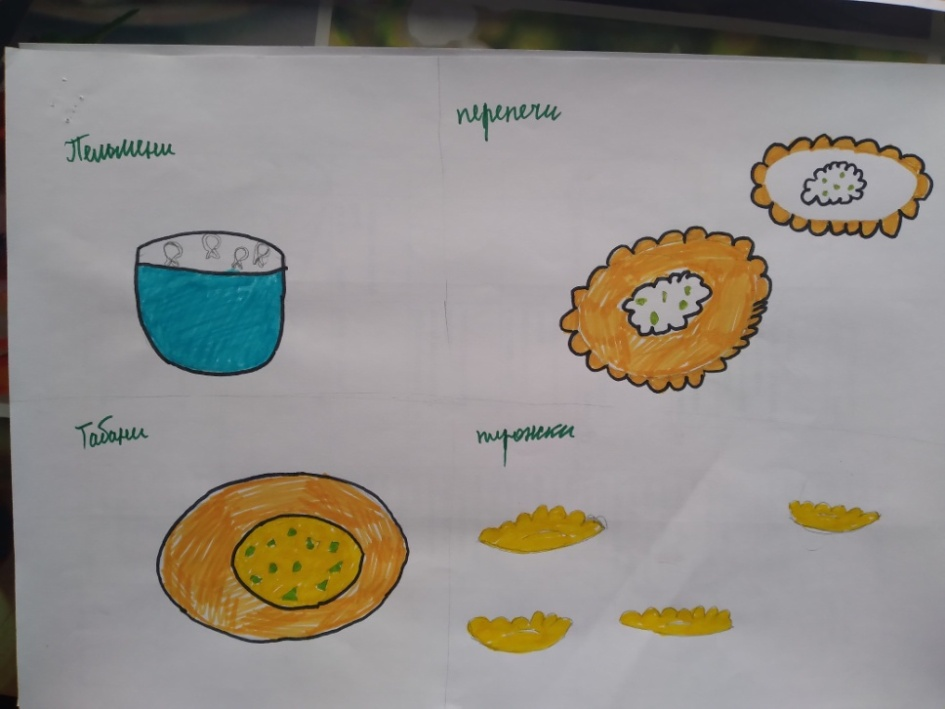 Пельмени
перепечи
Табани
пирожки